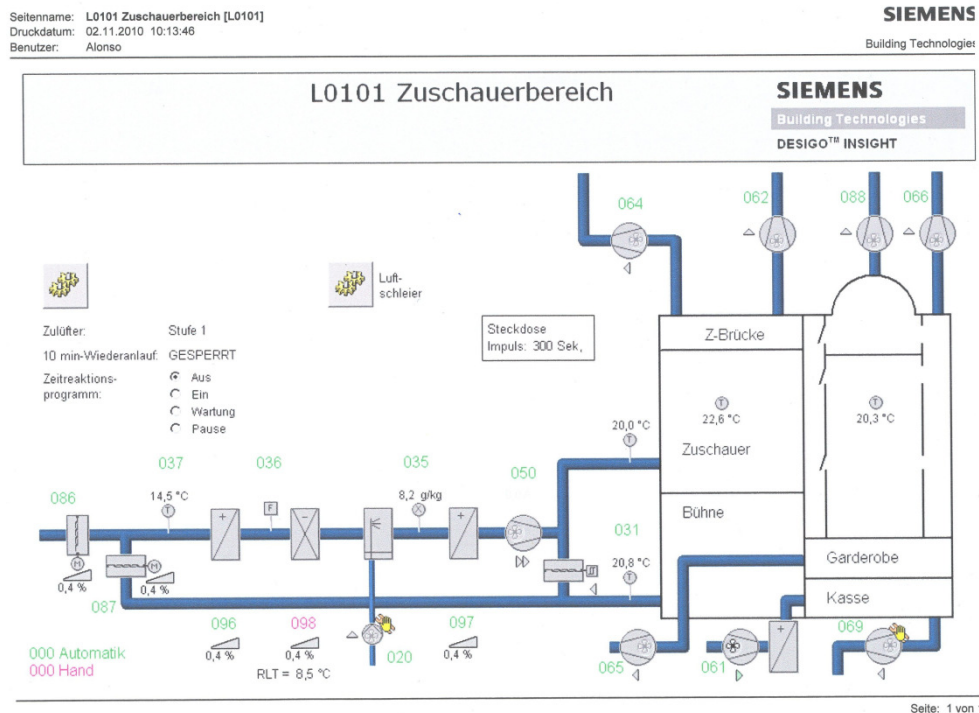 Seitenname: L0101 Zuschauerbereich [L0101]
Druckdatum: 02.11.2010 10:13:46
Benutzer: Alonso
SIEMENS
Building Technologies
L0101 Zuschauerbereich
SIEMENS
Building Technologies
DESIGO™ INSIGHT
064
062
088
066
Luft-
schleier
Zulüfter: Stufe 1
10 min-Wiederanlauf: GESPERRT
Zeitreaktions-
programm:
Aus
Ein
Wartung
Pause
Steckdose
Impuls: 300 Sek,
Z-Brücke
T
22,6 °C
T
20,3 °C
20,0 °C
T
Zuschauer
037
036
035
050
086
14,5 °C
T
F
8,2 g/kg
X
Bühne
031
M
0,4 %
M
0,4 %
20,8 °C
T
Garderobe
Kasse
087
096
0,4 %
098
0,4 %
097
0,4 %
020
RLT = 8,5 °C
065
061
069
000 Automatik
000 Hand
Seite: 1 von